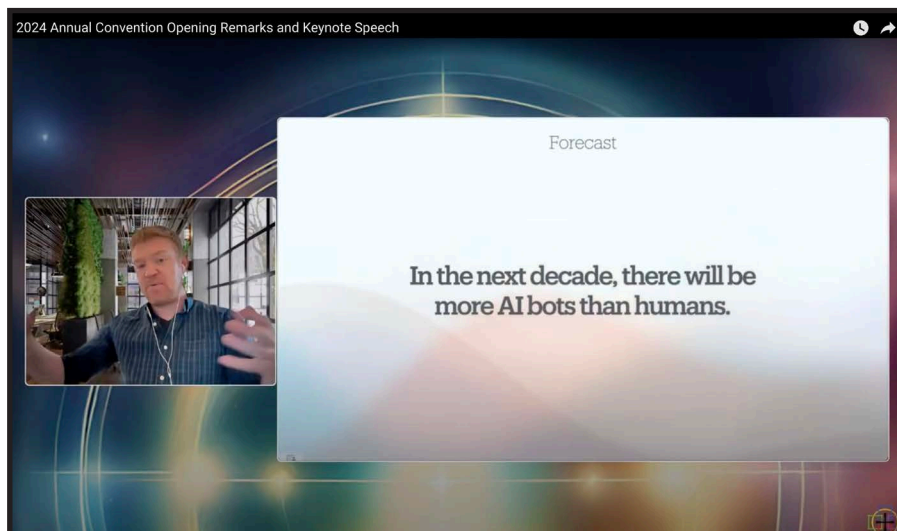 2024 Annual Convention Opening Remarks and Keynote Speech
Forecast
In the next decade, there will be
more AI bots than humans.